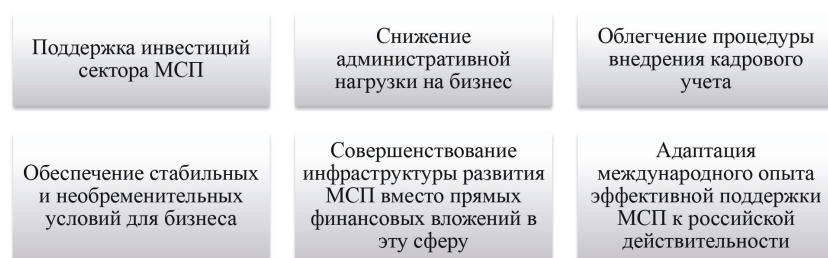 Поддержка инвестиций
сектора МСП
Снижение
административной
нагрузки на бизнес
Облегчение процедуры
внедрения кадрового
учета
Обеспечение стабильных
и необременительных
условий для бизнеса
Совершенствование
инфраструктуры развития
МСП вместо прямых
финансовых вложений в
эту сферу
Адаптация
международного опыта
эффективной поддержки
МСП к российской
действительности